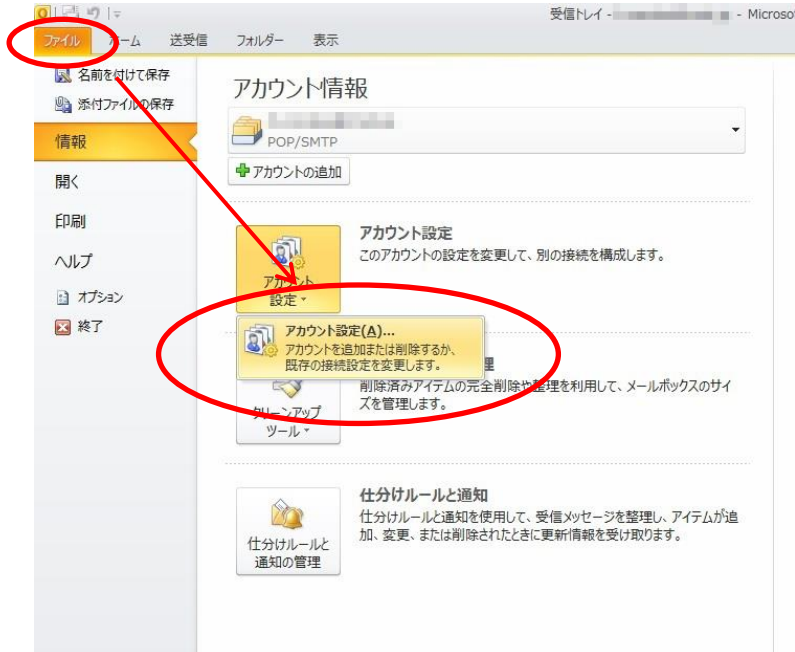 受信トレイ - - Microsof
ファイル ホーム 送受信 フォルダー 表示
名前を付けて保存
添付ファイルの保存
情報
開く
印刷
ヘルプ
オプション
終了
アカウント情報
POP/SMTP
アカウントの追加
アカウント
設定
アカウント設定
このアカウントの設定を変更して、別の接続を構成します。
アカウント設定(A)...
アカウントを追加または削除するか、
既存の接続設定を変更します。
理
削除済みアイテムの完全削除や整理を利用して、メールボックスのサイ
ズを管理します。
クリーンアップ
ツール
仕分けルールと
通知の管理
仕分けルールと通知
仕分けルールと通知を使用して、受信メッセージを整理し、アイテムが追
加、変更、または削除されたときに更新情報を受け取ります。